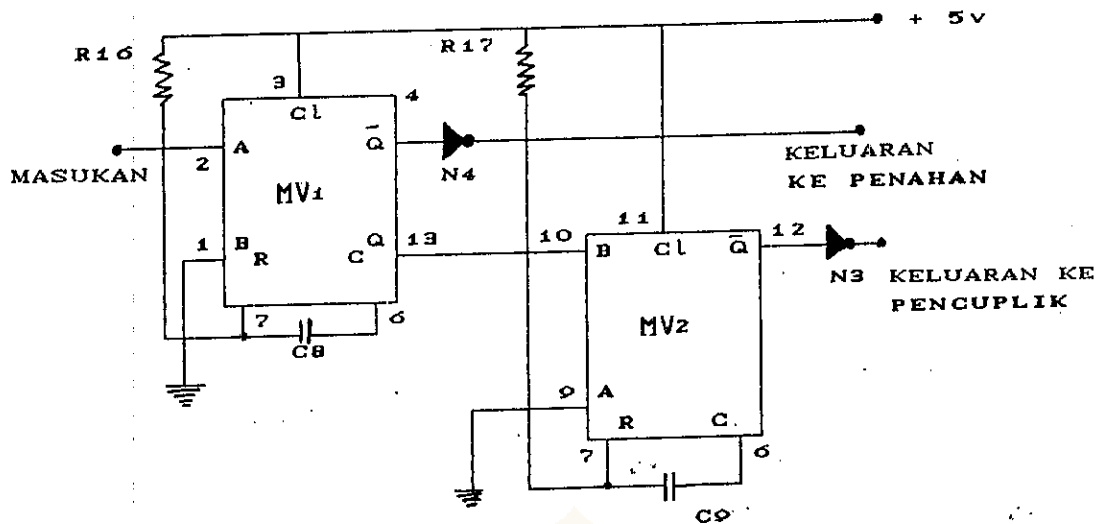 + 5v
R16
R17
3
4
Cl
A
Q̄
2
MASUKAN
N4
KELUARAN
KE PENAHAN
MV1
11
12
1
B
R
Q
C
13
10
B
Cl
Q̄
N3 KELUARAN KE
PENCUPLIK
7
6
C8
MV2
9
A
R
C
7
6
C9